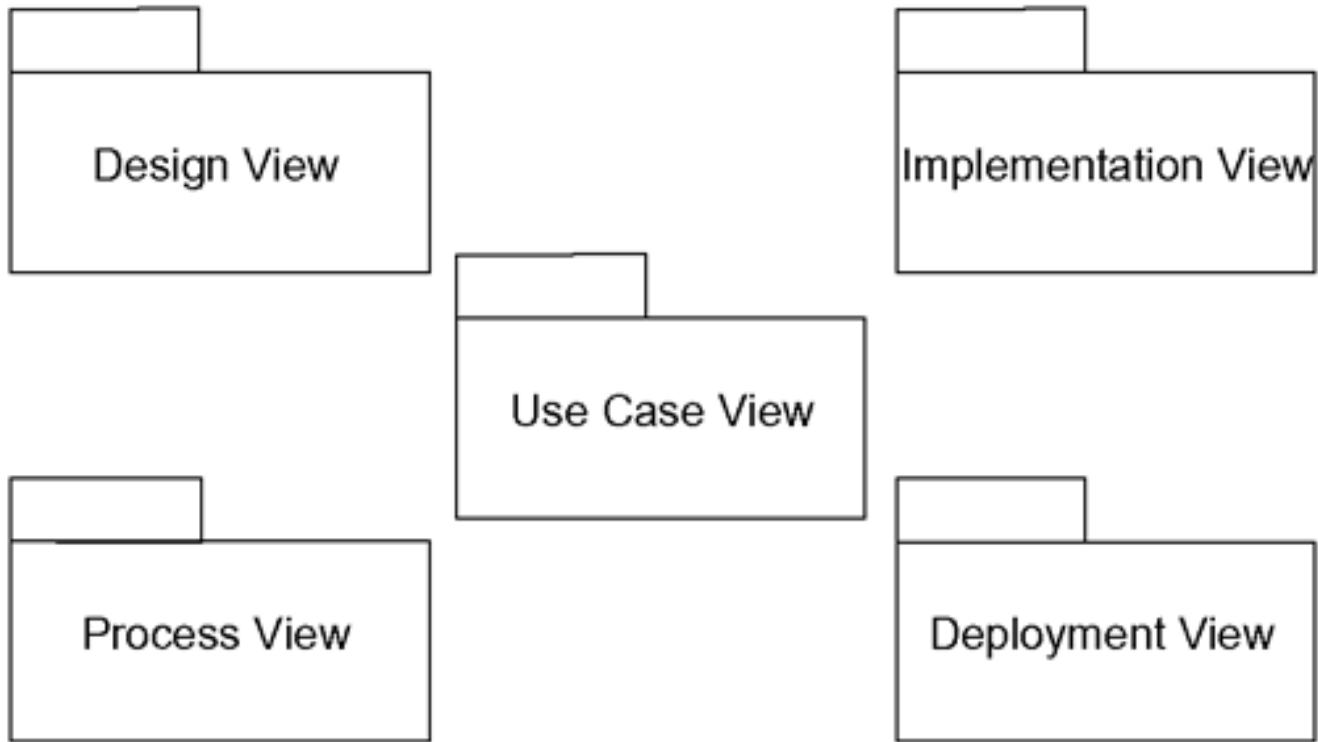 Design View
Implementation View
Use Case View
Process View
Deployment View